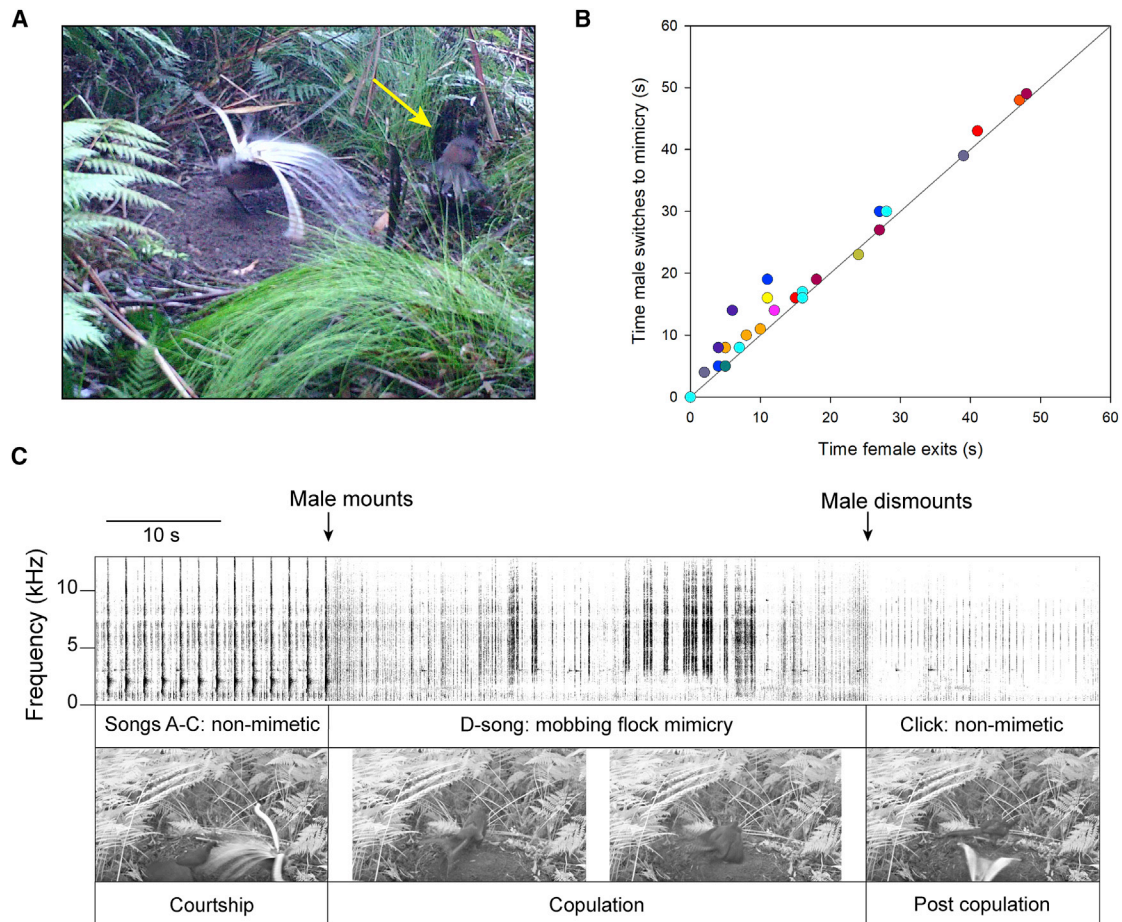 A
B
60
50
40
30
20
10
0
Time male switches to mimicry (s)
0 10 20 30 40 50 60
Time female exits (s)
C
Male mounts
Male dismounts
10 s
Frequency (kHz)
10
5
0
Songs A-C: non-mimetic
D-song: mobbing flock mimicry
Click: non-mimetic
Courtship
Copulation
Post copulation